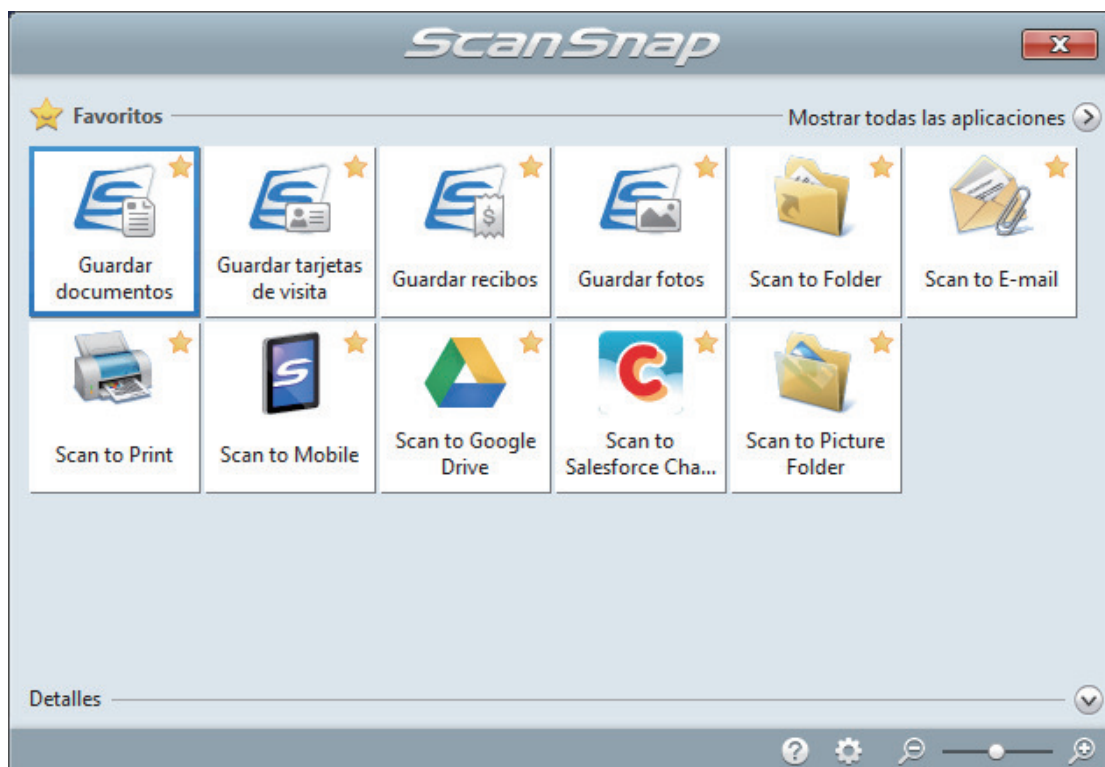 ScanSnap
Favoritos
Mostrar todas las aplicaciones
Guardar
documentos
Guardar tarjetas
de visita
Guardar recibos
Guardar fotos
Scan to Folder
Scan to E-mail
Scan to Print
Scan to Mobile
Scan to Google
Drive
Scan to
Salesforce Cha...
Scan to Picture
Folder
Detalles